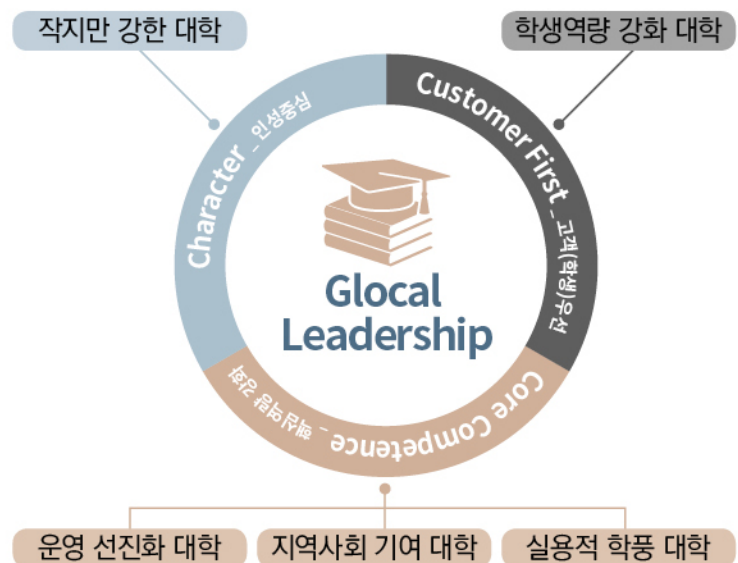 작지만 강한 대학
학생역량 강화 대학
Character _ 인성중심
Customer First _ 고객(학생)우선
Glocal
Leadership
Core Competence _ 핵심역량 강화
운영 선진화 대학
지역사회 기여 대학
실용적 학풍 대학